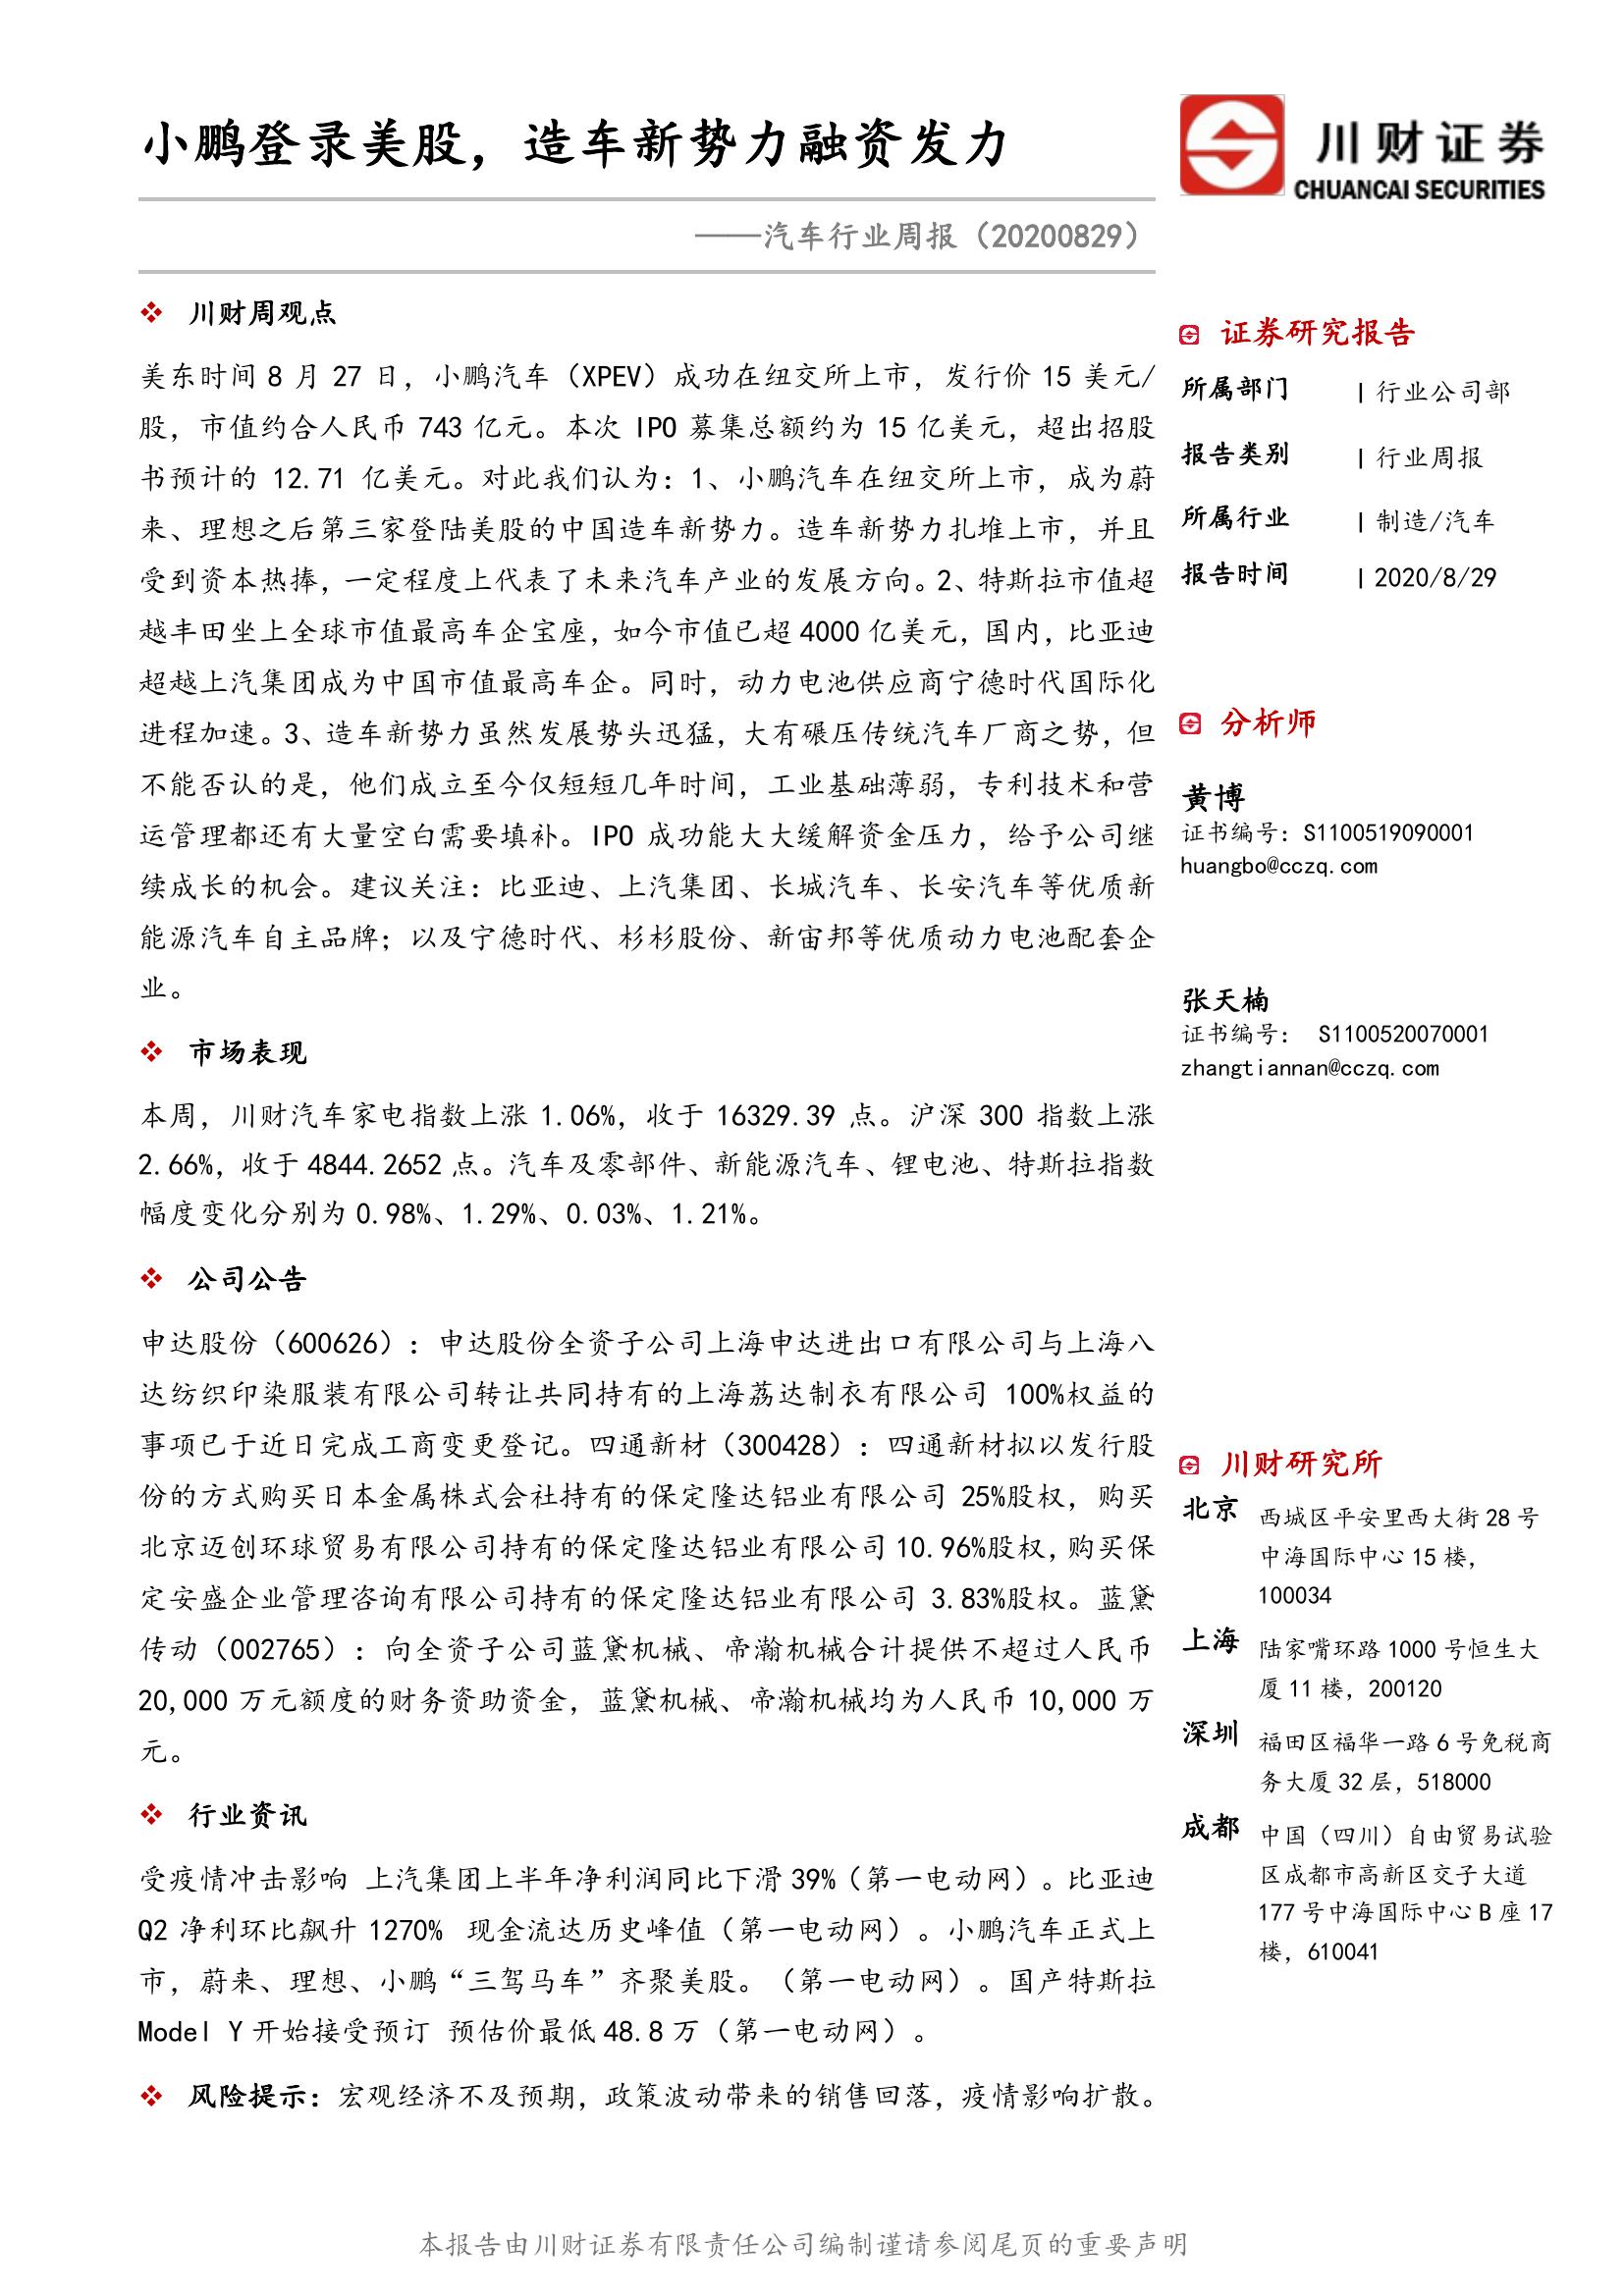 小鹏登录美股，造车新势力融资发力
川财证券
CHUANCAI SECURITIES
——汽车行业周报（20200829）
❖ 川财周观点
美东时间 8 月 27 日，小鹏汽车（XPEV）成功在纽交所上市，发行价 15 美元/
股，市值约合人民币 743 亿元。本次 IPO 募集总额约为 15 亿美元，超出招股
书预计的 12.71 亿美元。对此我们认为：1、小鹏汽车在纽交所上市，成为蔚
来、理想之后第三家登陆美股的中国造车新势力。造车新势力扎堆上市，并且
受到资本热捧，一定程度上代表了未来汽车产业的发展方向。2、特斯拉市值超
越丰田坐上全球市值最高车企宝座，如今市值已超 4000 亿美元，国内，比亚迪
超越上汽集团成为中国市值最高车企。同时，动力电池供应商宁德时代国际化
进程加速。3、造车新势力虽然发展势头迅猛，大有碾压传统汽车厂商之势，但
不能否认的是，他们成立至今仅短短几年时间，工业基础薄弱，专利技术和营
运管理都还有大量空白需要填补。IPO 成功能大大缓解资金压力，给予公司继
续成长的机会。建议关注：比亚迪、上汽集团、长城汽车、长安汽车等优质新
能源汽车自主品牌；以及宁德时代、杉杉股份、新宙邦等优质动力电池配套企
业。
❖ 市场表现
本周，川财汽车家电指数上涨 1.06%，收于 16329.39 点。沪深 300 指数上涨
2.66%，收于 4844.2652 点。汽车及零部件、新能源汽车、锂电池、特斯拉指数
幅度变化分别为 0.98%、1.29%、0.03%、1.21%。
❖ 公司公告
申达股份（600626）：申达股份全资子公司上海申达进出口有限公司与上海八
达纺织印染服装有限公司转让共同持有的上海荔达制衣有限公司 100%权益的
事项已于近日完成工商变更登记。四通新材（300428）：四通新材拟以发行股
份的方式购买日本金属株式会社持有的保定隆达铝业有限公司 25%股权，购买
北京迈创环球贸易有限公司持有的保定隆达铝业有限公司 10.96%股权，购买保
定安盛企业管理咨询有限公司持有的保定隆达铝业有限公司 3.83%股权。蓝黛
传动（002765）：向全资子公司蓝黛机械、帝瀚机械合计提供不超过人民币
20,000 万元额度的财务资助资金，蓝黛机械、帝瀚机械均为人民币 10,000 万
元。
❖ 行业资讯
受疫情冲击影响 上汽集团上半年净利润同比下滑 39%（第一电动网）。比亚迪
Q2 净利环比飙升 1270% 现金流达历史峰值（第一电动网）。小鹏汽车正式上
市，蔚来、理想、小鹏“三驾马车”齐聚美股。（第一电动网）。国产特斯拉
Model Y 开始接受预订 预估价最低 48.8 万（第一电动网）。
❖ 风险提示：宏观经济不及预期，政策波动带来的销售回落，疫情影响扩散。
证券研究报告
所属部门 | 行业公司部
报告类别 | 行业周报
所属行业 | 制造/汽车
报告时间 | 2020/8/29
分析师
黄博
证书编号：S1100519090001
huangbo@cczq.com
张天楠
证书编号： S1100520070001
zhangtiannan@cczq.com
川财研究所
北京 西城区平安里西大街 28 号
中海国际中心 15 楼，
100034
上海 陆家嘴环路 1000 号恒生大
厦 11 楼，200120
深圳 福田区福华一路 6 号免税商
务大厦 32 层，518000
成都 中国（四川）自由贸易试验
区成都市高新区交子大道
177 号中海国际中心 B 座 17
楼，610041
本报告由川财证券有限责任公司编制谨请参阅尾页的重要声明